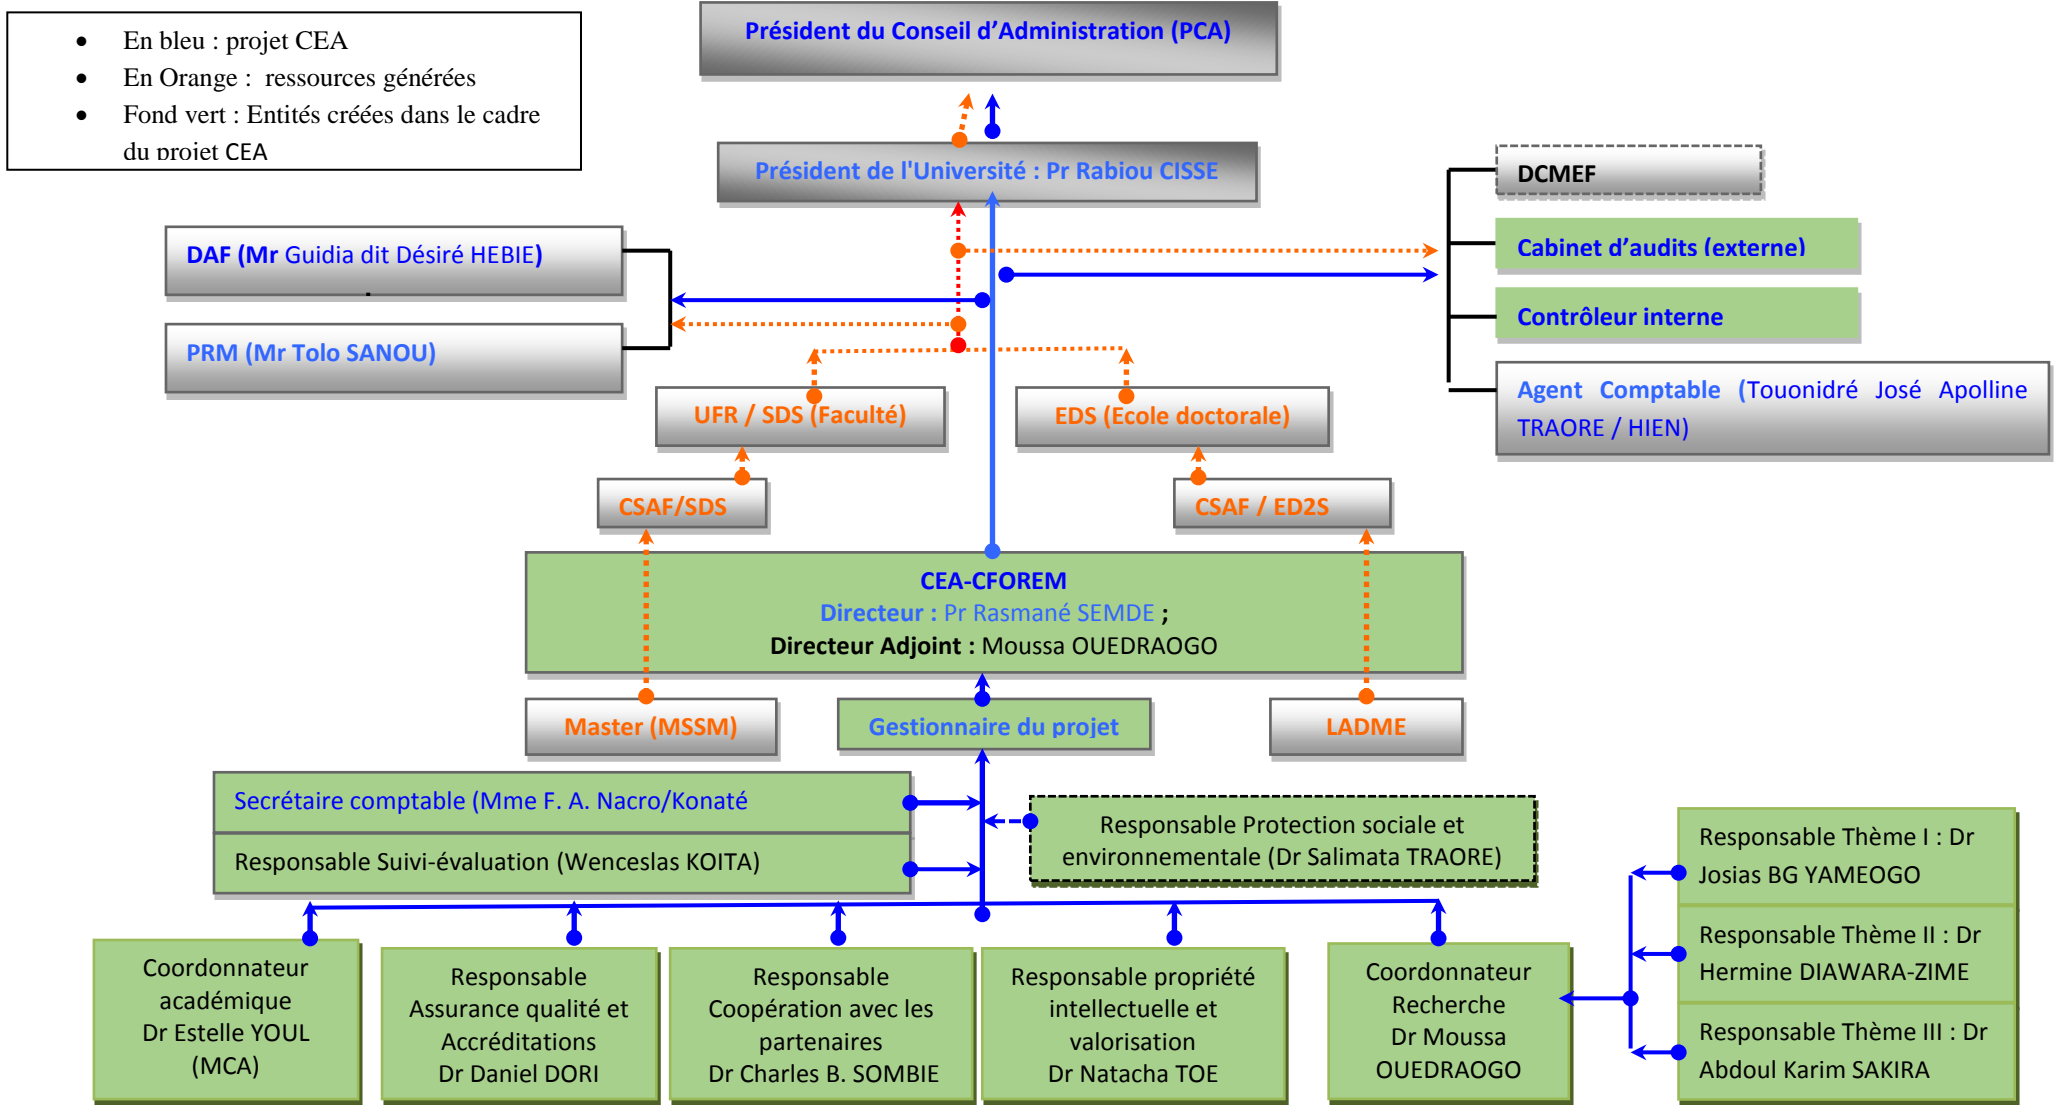 • En bleu : projet CEA
• En Orange : ressources générées
• Fond vert : Entités créées dans le cadre
du projet CEA
Président du Conseil d'Administration (PCA)
Président de l'Université : Pr Rabiou CISSE
DCMEF
Cabinet d'audits (externe)
Contrôleur interne
Agent Comptable (Touonidré José Apolline
TRAORE / HIEN)
DAF (Mr Guidia dit Désiré HEBIE)
PRM (Mr Tolo SANOU)
UFR / SDS (Faculté)
EDS (Ecole doctorale)
CSAF/SDS
CSAF / ED2S
CEA-CFOREM
Directeur : Pr Rasmané SEMDE ;
Directeur Adjoint : Moussa OUEDRAOGO
Master (MSSM)
Gestionnaire du projet
LADME
Secrétaire comptable (Mme F. A. Nacro/Konaté
Responsable Suivi-évaluation (Wenceslas KOITA)
Responsable Protection sociale et
environnementale (Dr Salimata TRAORE)
Responsable Thème I : Dr
Josias BG YAMEOGO
Responsable Thème II : Dr
Hermine DIAWARA-ZIME
Responsable Thème III : Dr
Abdoul Karim SAKIRA
Coordonnateur
académique
Dr Estelle YOUL
(MCA)
Responsable
Assurance qualité et
Accréditations
Dr Daniel DORI
Responsable
Coopération avec les
partenaires
Dr Charles B. SOMBIE
Responsable propriété
intellectuelle et
valorisation
Dr Natacha TOE
Coordonnateur
Recherche
Dr Moussa
OUEDRAOGO